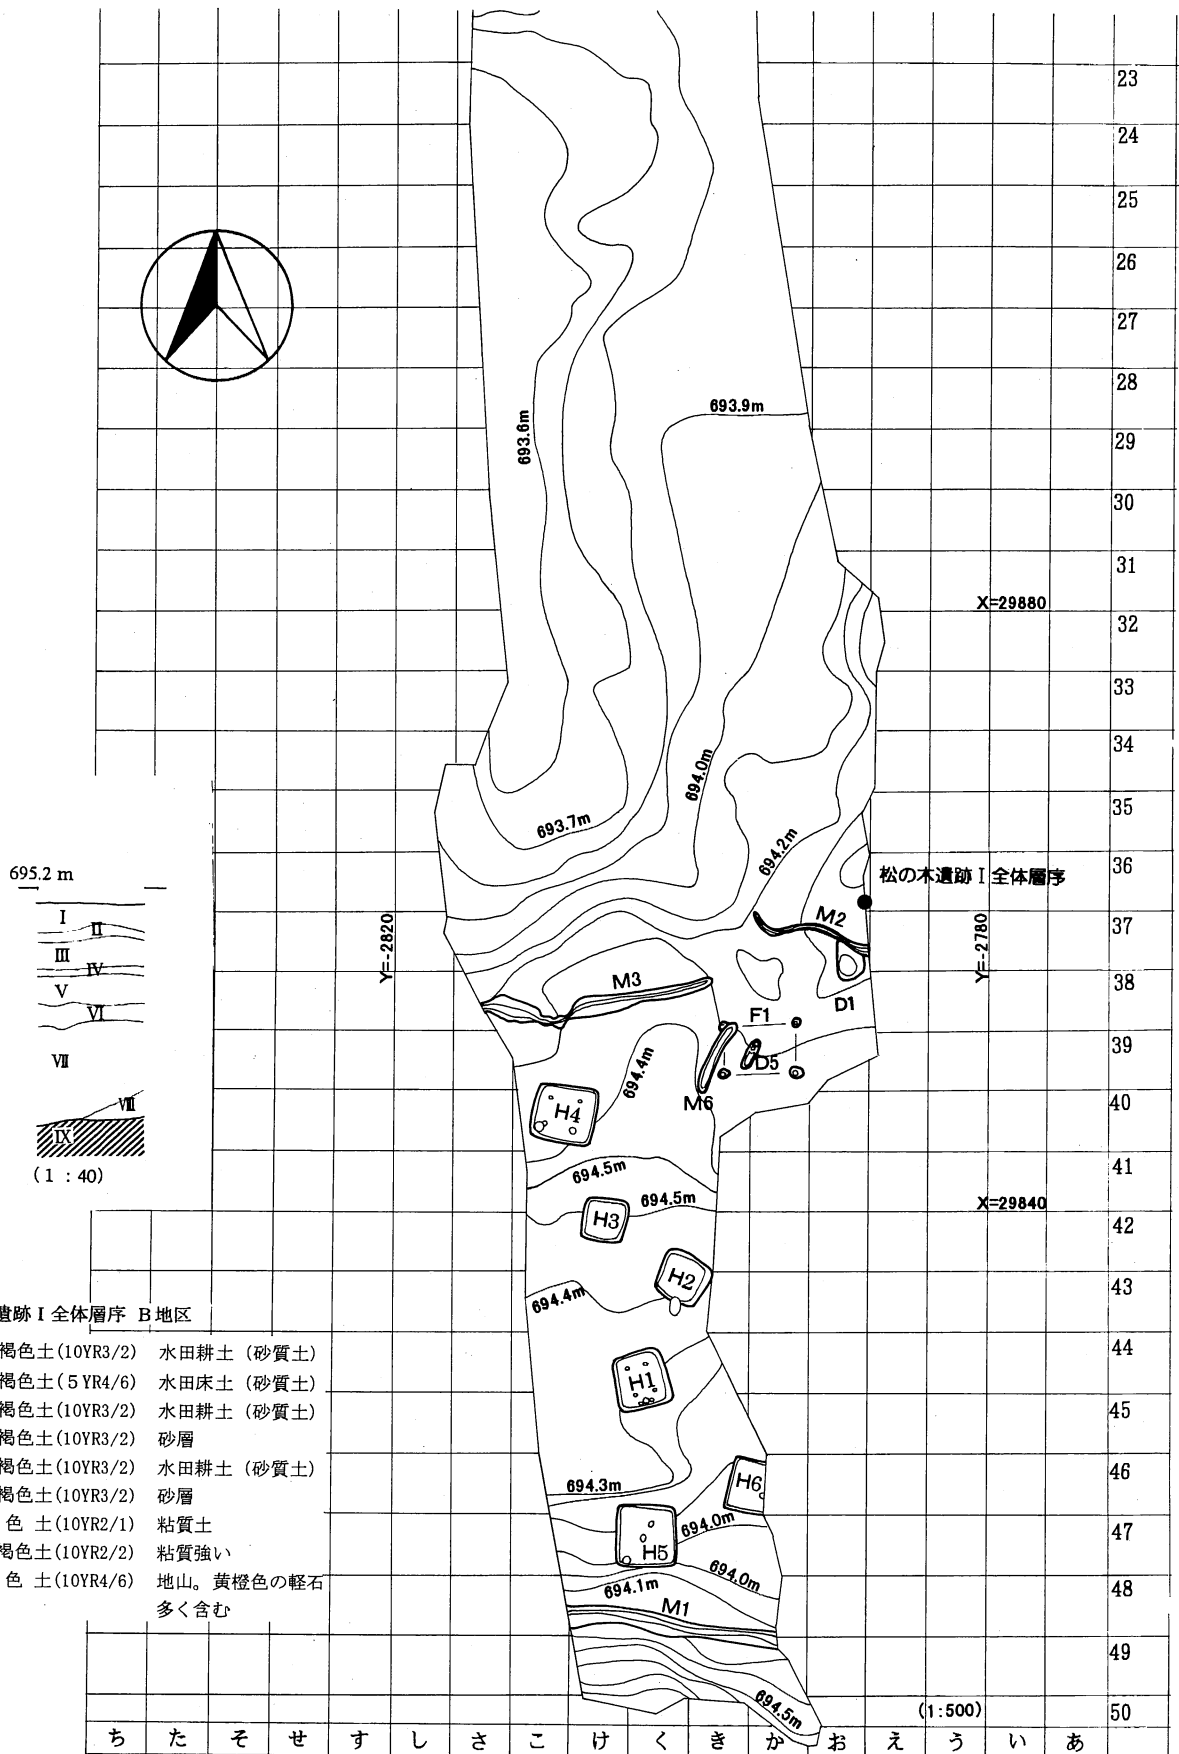 23
24
25
26
27
28
693.9m
693.6m
29
30
31
X=29880
32
33
34
694.0m
35
693.7m
694.2m
36
松の木遺跡Ⅰ全体層序
695.2 m
Ⅰ
Ⅱ
Ⅲ
Ⅳ
Ⅴ
Ⅵ
Ⅶ
Ⅷ
Ⅸ
(1 : 40)
Y=-2820
Y=-2780
M2
37
M3
38
D1
F1
39
694.4m
D5
M6
40
H4
694.5m
41
694.5m
X=29840
H3
42
H2
43
694.4m
遺跡Ⅰ全体層序 B地区
褐色土(10YR3/2) 水田耕土（砂質土）
褐色土(5YR4/6) 水田床土（砂質土）
褐色土(10YR3/2) 水田耕土（砂質土）
褐色土(10YR3/2) 砂層
褐色土(10YR3/2) 水田耕土（砂質土）
褐色土(10YR3/2) 砂層
色 土(10YR2/1) 粘質土
褐色土(10YR2/2) 粘質強い
色 土(10YR4/6) 地山。黄橙色の軽石
多く含む
44
H1
45
46
H6
694.3m
47
694.0m
H5
694.0m
48
694.1m
M1
49
694.5m
(1:500)
50
ち た そ せ す し さ こ け く き か お え う い あ